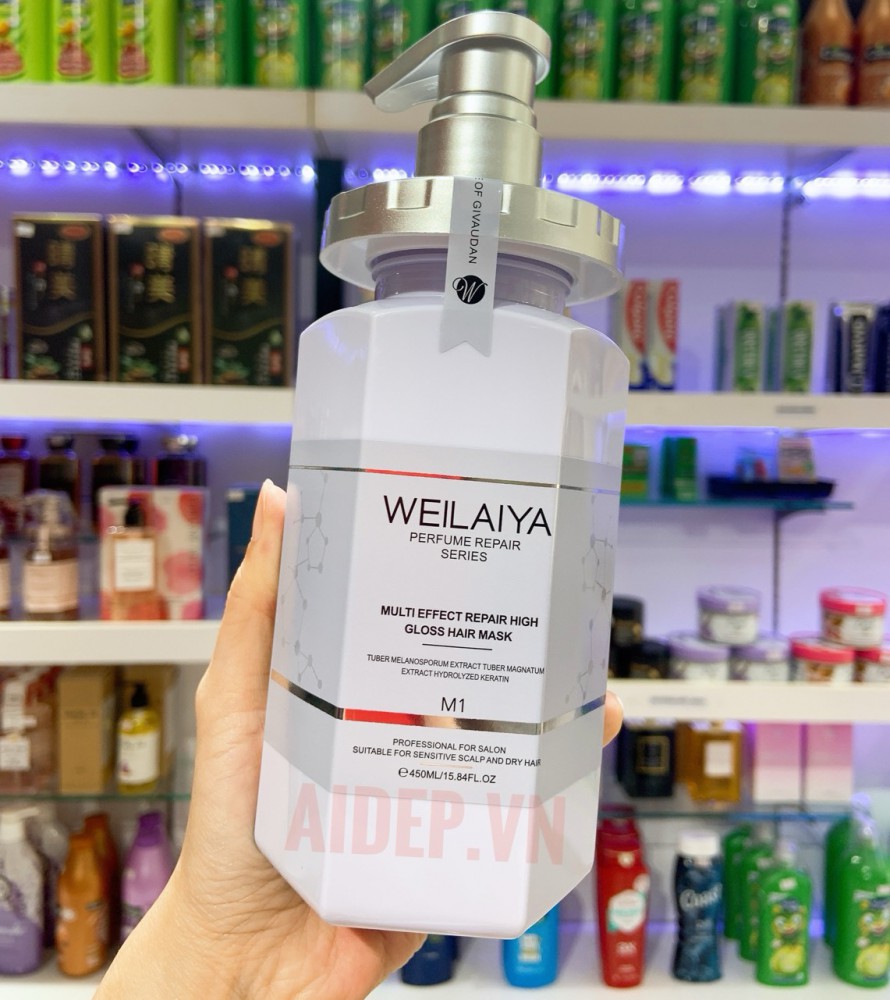 OF GIVAUDAN
W
WEILAIYA
PERFUME REPAIR
SERIES
MULTI EFFECT REPAIR HIGH
GLOSS HAIR MASK
TUBER MELANOSPORUM EXTRACT TUBER MAGNATUM
EXTRACT HYDROLYZED KERATIN
M1
PROFESSIONAL FOR SALON
SUITABLE FOR SENSITIVE SCALP AND DRY HAIR
℮450ML/15.84FL.OZ
AIDEP.VN